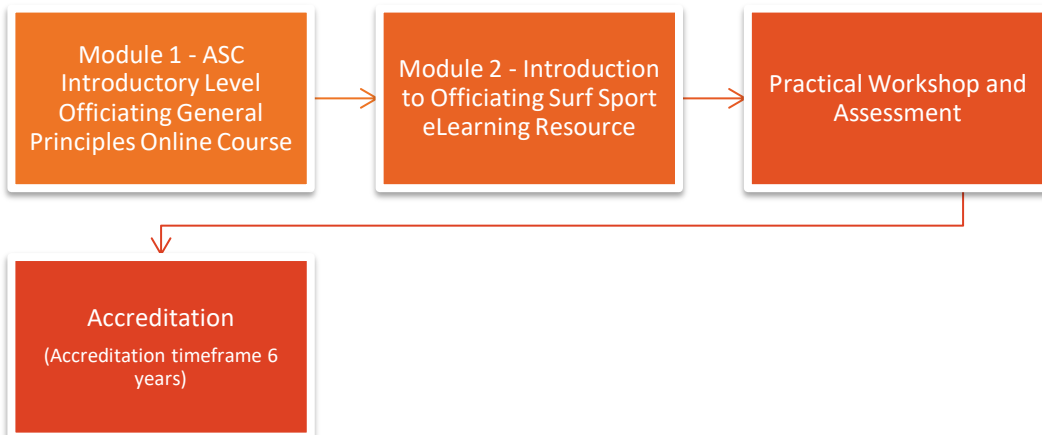 Module 1 - ASC
Introductory Level
Officiating General
Principles Online Course
Module 2 - Introduction
to Officiating Surf Sport
eLearning Resource
Practical Workshop and
Assessment
Accreditation
(Accreditation timeframe 6
years)